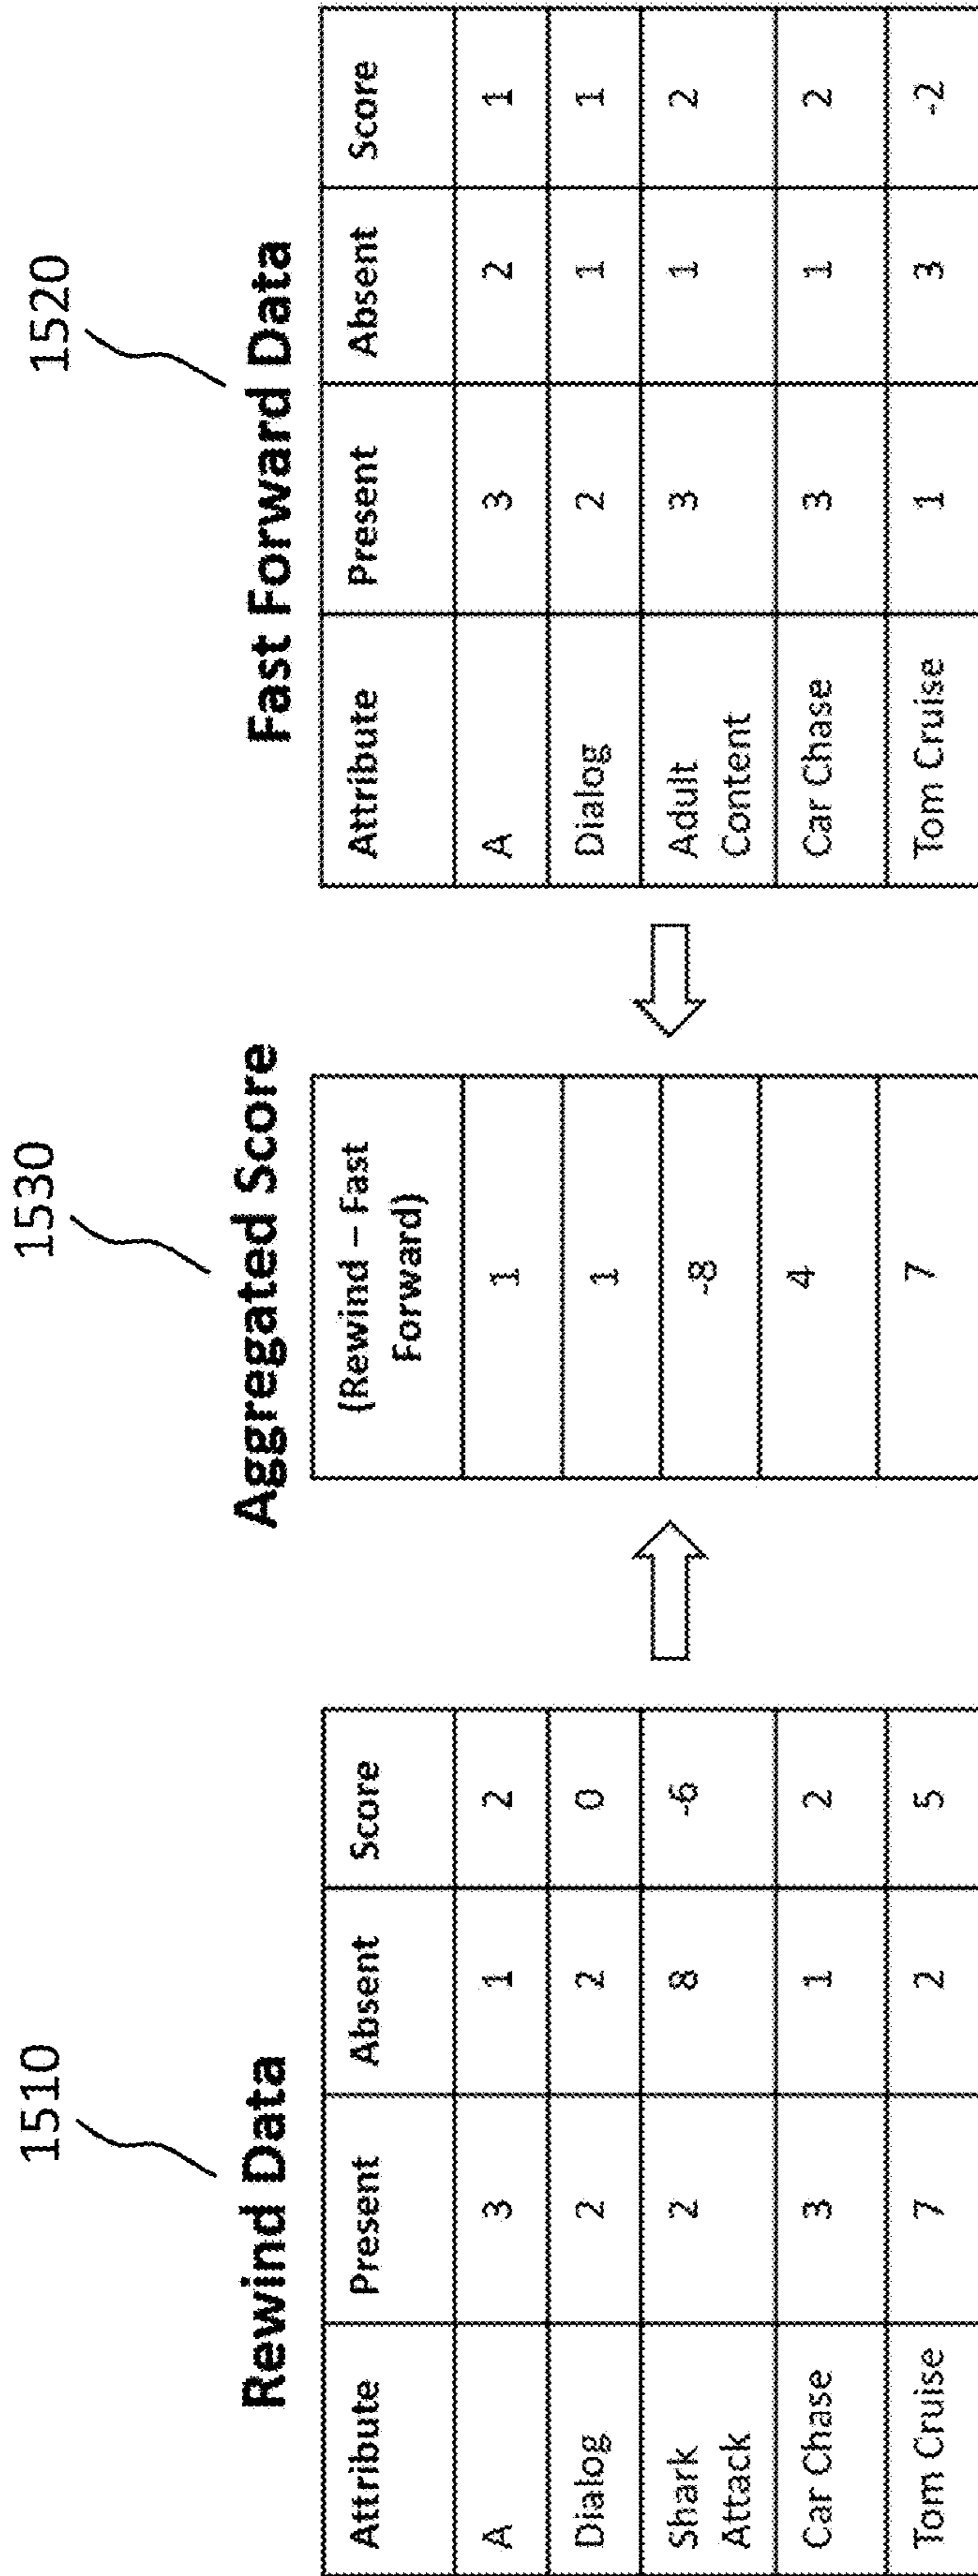 1510
Rewind Data
Attribute Present Absent Score
A 3 1 2
Dialog 2 2 0
Shark
Attack 2 8 -6
Car Chase 3 1 2
Tom Cruise 7 2 5
1530
Aggregated Score
(Rewind – Fast
Forward)
1
1
-8
4
7
1520
Fast Forward Data
Attribute Present Absent Score
A 3 2 1
Dialog 2 1 1
Adult
Content 3 1 2
Car Chase 3 1 2
Tom Cruise 1 3 -2